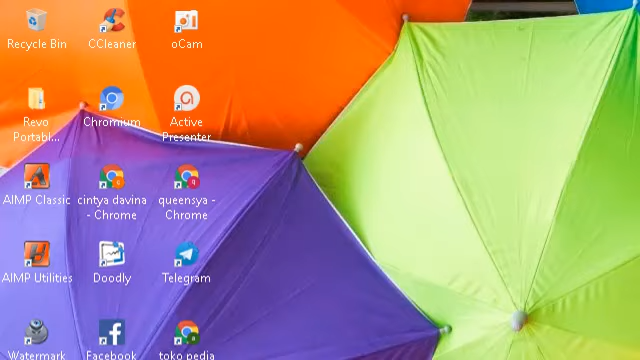 Recycle Bin
CCleaner
oCam
Revo
Portabl...
Chromium
Active
Presenter
AIMP Classic
cintya davina
- Chrome
queensya -
Chrome
AIMP Utilities
Doodly
Telegram
Watermark
Facebook
toko pedia